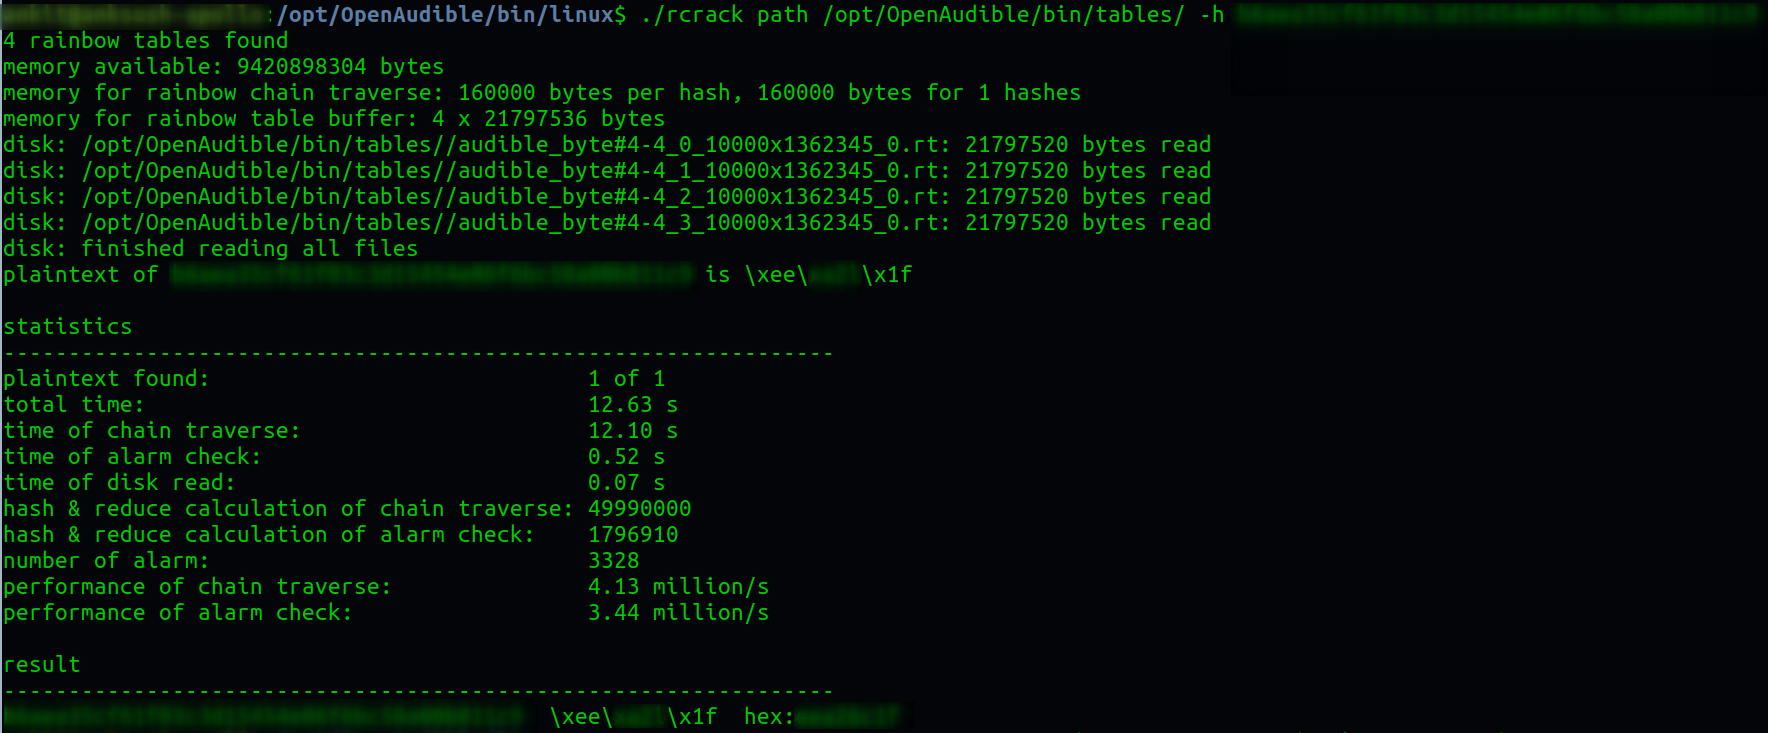 :/opt/OpenAudible/bin/linux$ ./rcrack path /opt/OpenAudible/bin/tables/ -h
4 rainbow tables found
memory available: 9420898304 bytes
memory for rainbow chain traverse: 160000 bytes per hash, 160000 bytes for 1 hashes
memory for rainbow table buffer: 4 x 21797536 bytes
disk: /opt/OpenAudible/bin/tables//audible_byte#4-4_0_10000x1362345_0.rt: 21797520 bytes read
disk: /opt/OpenAudible/bin/tables//audible_byte#4-4_1_10000x1362345_0.rt: 21797520 bytes read
disk: /opt/OpenAudible/bin/tables//audible_byte#4-4_2_10000x1362345_0.rt: 21797520 bytes read
disk: /opt/OpenAudible/bin/tables//audible_byte#4-4_3_10000x1362345_0.rt: 21797520 bytes read
disk: finished reading all files
plaintext of is \xee\ \x1f
statistics
----------------------------------------------------------------
plaintext found: 1 of 1
total time: 12.63 s
time of chain traverse: 12.10 s
time of alarm check: 0.52 s
time of disk read: 0.07 s
hash & reduce calculation of chain traverse: 49990000
hash & reduce calculation of alarm check: 1796910
number of alarm: 3328
performance of chain traverse: 4.13 million/s
performance of alarm check: 3.44 million/s
result
----------------------------------------------------------------
\xee\ \x1f hex: